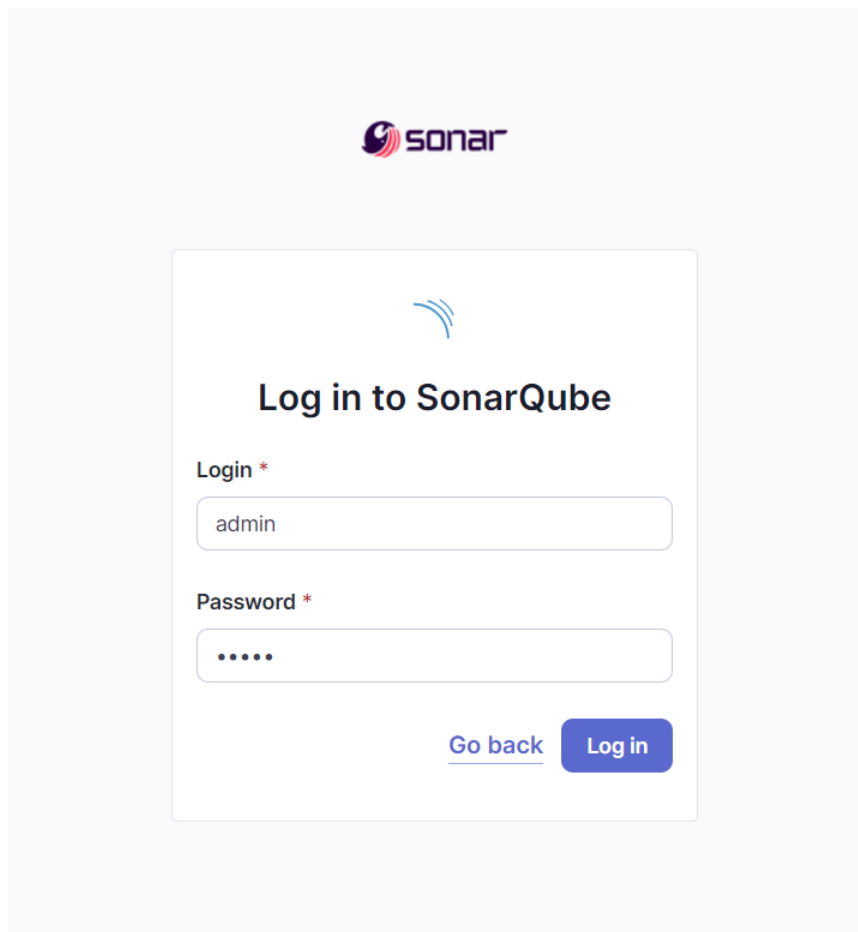 sonar
Log in to SonarQube
Login *
admin
Password *
•••••
Go back Log in